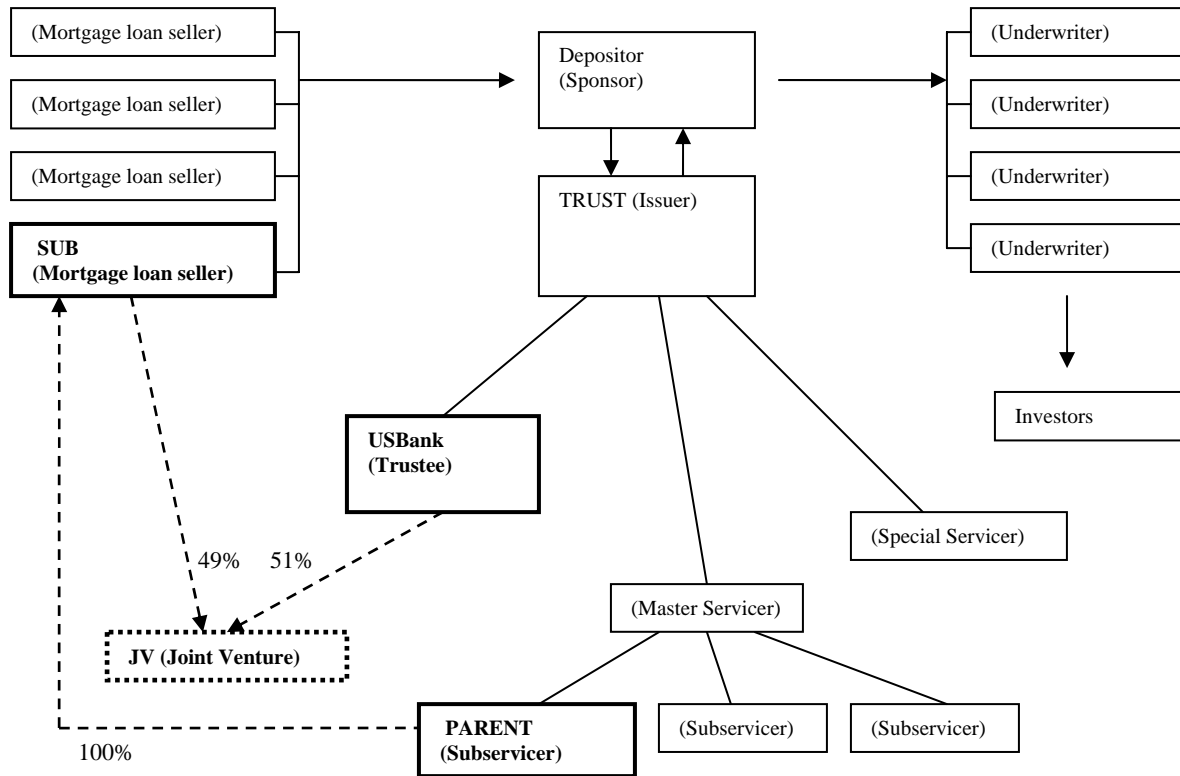 (Mortgage loan seller)
(Mortgage loan seller)
(Mortgage loan seller)
SUB
(Mortgage loan seller)
Depositor
(Sponsor)
TRUST (Issuer)
(Underwriter)
(Underwriter)
(Underwriter)
(Underwriter)
Investors
USBank
(Trustee)
(Special Servicer)
49%
51%
(Master Servicer)
JV (Joint Venture)
PARENT
(Subservicer)
(Subservicer)
(Subservicer)
100%